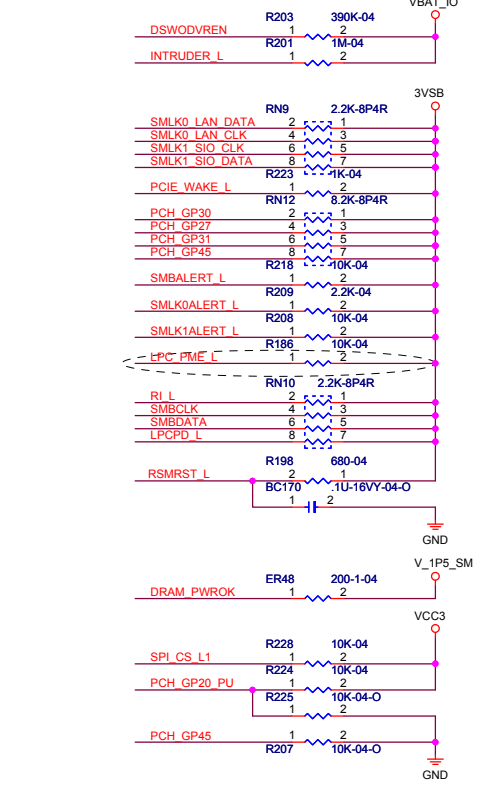 VBAT_IO
R203 390K-04
DSWODVREN 1 2
R201 1M-04
INTRUDER_L 1 2
3VSB
RN9 2.2K-8P4R
SMLK0_LAN_DATA 2 1
SMLK0_LAN_CLK 4 3
SMLK1_SIO_CLK 6 5
SMLK1_SIO_DATA 8 7
R223 1K-04
PCIE_WAKE_L 1 2
RN12 8.2K-8P4R
PCH_GP30 2 1
PCH_GP27 4 3
PCH_GP31 6 5
PCH_GP45 8 7
R218 10K-04
SMBALERT_L 1 2
R209 2.2K-04
SMLK0ALERT_L 1 2
R208 10K-04
SMLK1ALERT_L 1 2
R186 10K-04
LPC_PME_L 1 2
RN10 2.2K-8P4R
RI_L 2 1
SMBCLK 4 3
SMBDATA 6 5
LPCPD_L 8 7
R198 680-04
RSMRST_L 2 1
BC170 .1U-16VY-04-O
1 2
GND
V_1P5_SM
ER48 200-1-04
DRAM_PWROK 1 2
VCC3
R228 10K-04
SPI_CS_L1 1 2
R224 10K-04
PCH_GP20_PU 1 2
R225 10K-04-O
1 2
PCH_GP45 1 2
R207 10K-04-O
GND